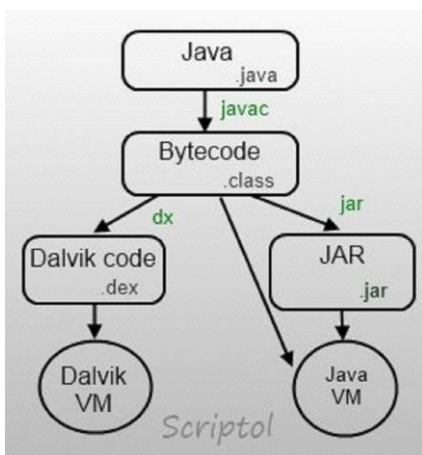 Java
.java
javac
Bytecode
.class
dx
jar
Dalvik code
.dex
JAR
.jar
Dalvik
VM
Java
VM
Scriptol